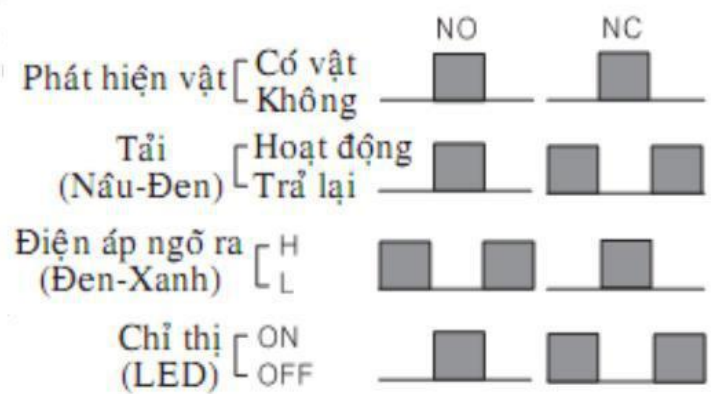 NO NC
Phát hiện vật Có vật
Không
Tải Hoạt động
(Nâu-Đen) Trả lại
Điện áp ngõ ra H
(Đen-Xanh) L
Chỉ thị ON
(LED) OFF